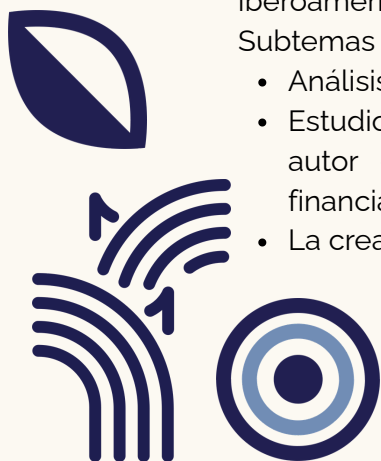 Subtemas
• Análisis
• Estudio
autor
financia
• La crea